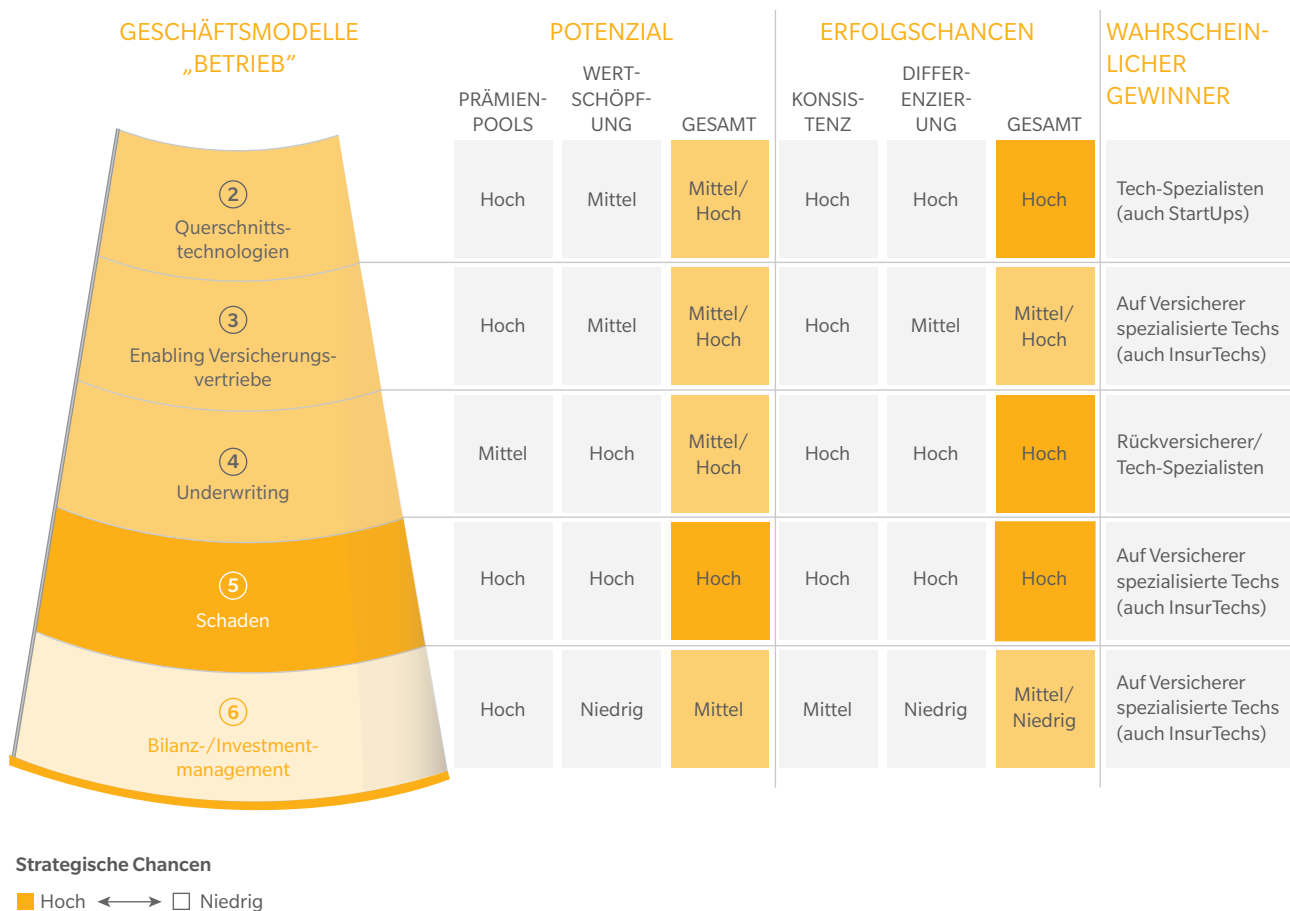 GESCHÄFTSMODELLE
„BETRIEB”
POTENZIAL
ERFOLGSCHANCEN
WAHRSCHEIN-
LICHER
GEWINNER
PRÄMIEN-
POOLS
WERT-
SCHÖPF-
UNG
GESAMT
KONSIS-
TENZ
DIFFER-
ENZIER-
UNG
GESAMT
2
Querschnitts-
technologien
Hoch
Mittel
Mittel/
Hoch
Hoch
Hoch
Hoch
Tech-Spezialisten
(auch StartUps)
3
Enabling Versicherungs-
vertriebe
Hoch
Mittel
Mittel/
Hoch
Hoch
Mittel
Mittel/
Hoch
Auf Versicherer
spezialisierte Techs
(auch InsurTechs)
4
Underwriting
Mittel
Hoch
Mittel/
Hoch
Hoch
Hoch
Hoch
Rückversicherer/
Tech-Spezialisten
5
Schaden
Hoch
Hoch
Hoch
Hoch
Hoch
Hoch
Auf Versicherer
spezialisierte Techs
(auch InsurTechs)
6
Bilanz-/Investment-
management
Hoch
Niedrig
Mittel
Mittel
Niedrig
Mittel/
Niedrig
Auf Versicherer
spezialisierte Techs
(auch InsurTechs)
Strategische Chancen
Hoch
Niedrig